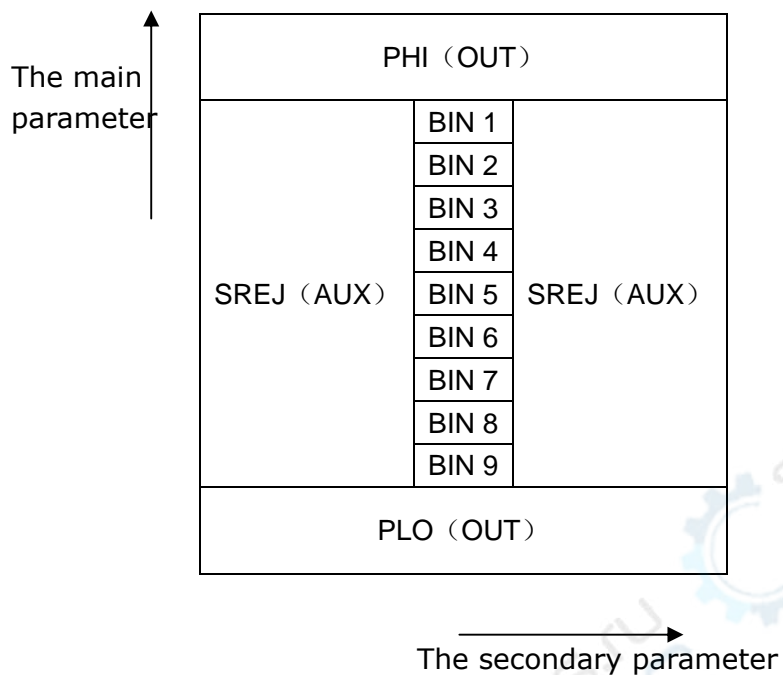 PHI（OUT）
The main
parameter
BIN 1
BIN 2
BIN 3
BIN 4
SREJ（AUX） BIN 5 SREJ（AUX）
BIN 6
BIN 7
BIN 8
BIN 9
PLO（OUT）
The secondary parameter